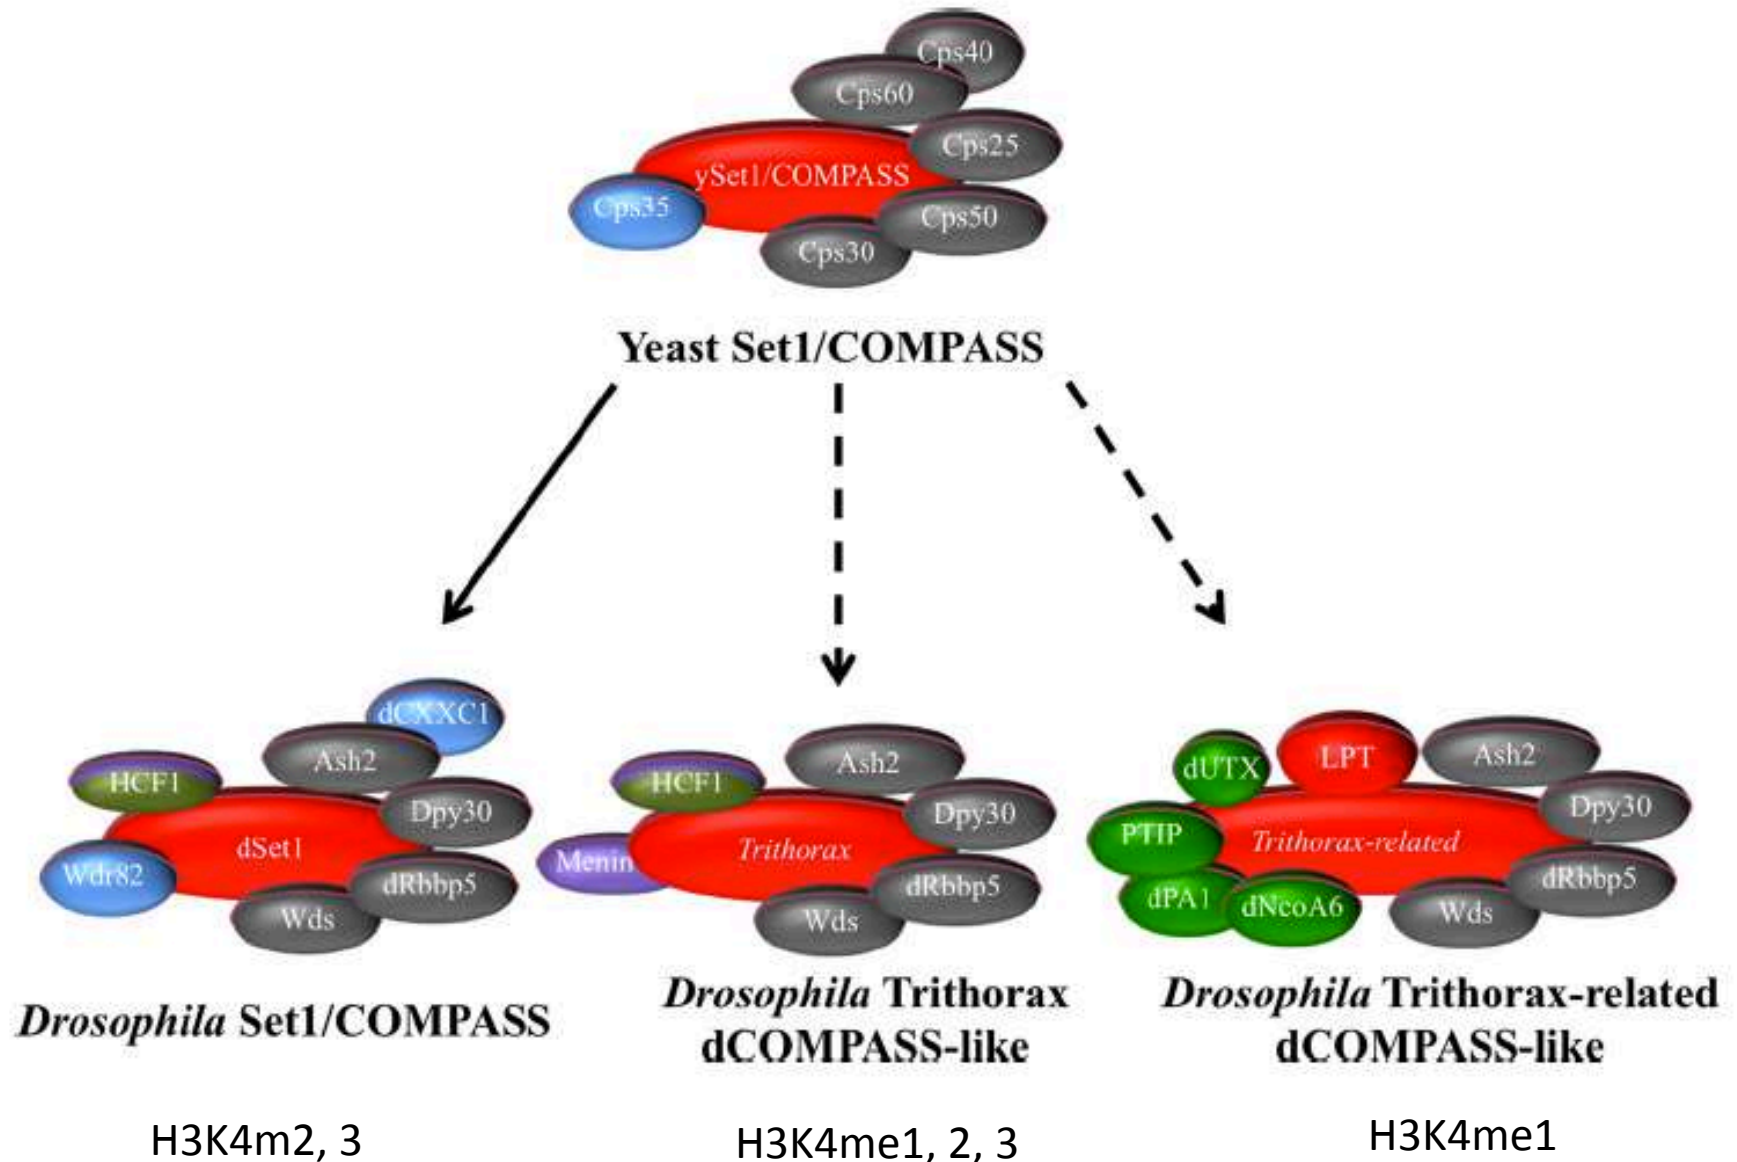 Cps40
Cps60
Cps25
ySet1/COMPASS
Cps35
Cps50
Cps30
Yeast Set1/COMPASS
dCXXC1
Ash2
HCF1
Dpy30
dSet1
Wdr82
dRbbp5
Wds
Ash2
HCF1
Dpy30
Trithorax
Menin
dRbbp5
Wds
LPT
Ash2
dUTX
Dpy30
PTIP
Trithorax-related
dRbbp5
dPA1
dNcoA6
Wds
Drosophila Set1/COMPASS
Drosophila Trithorax
dCOMPASS-like
Drosophila Trithorax-related
dCOMPASS-like
H3K4m2, 3
H3K4me1, 2, 3
H3K4me1